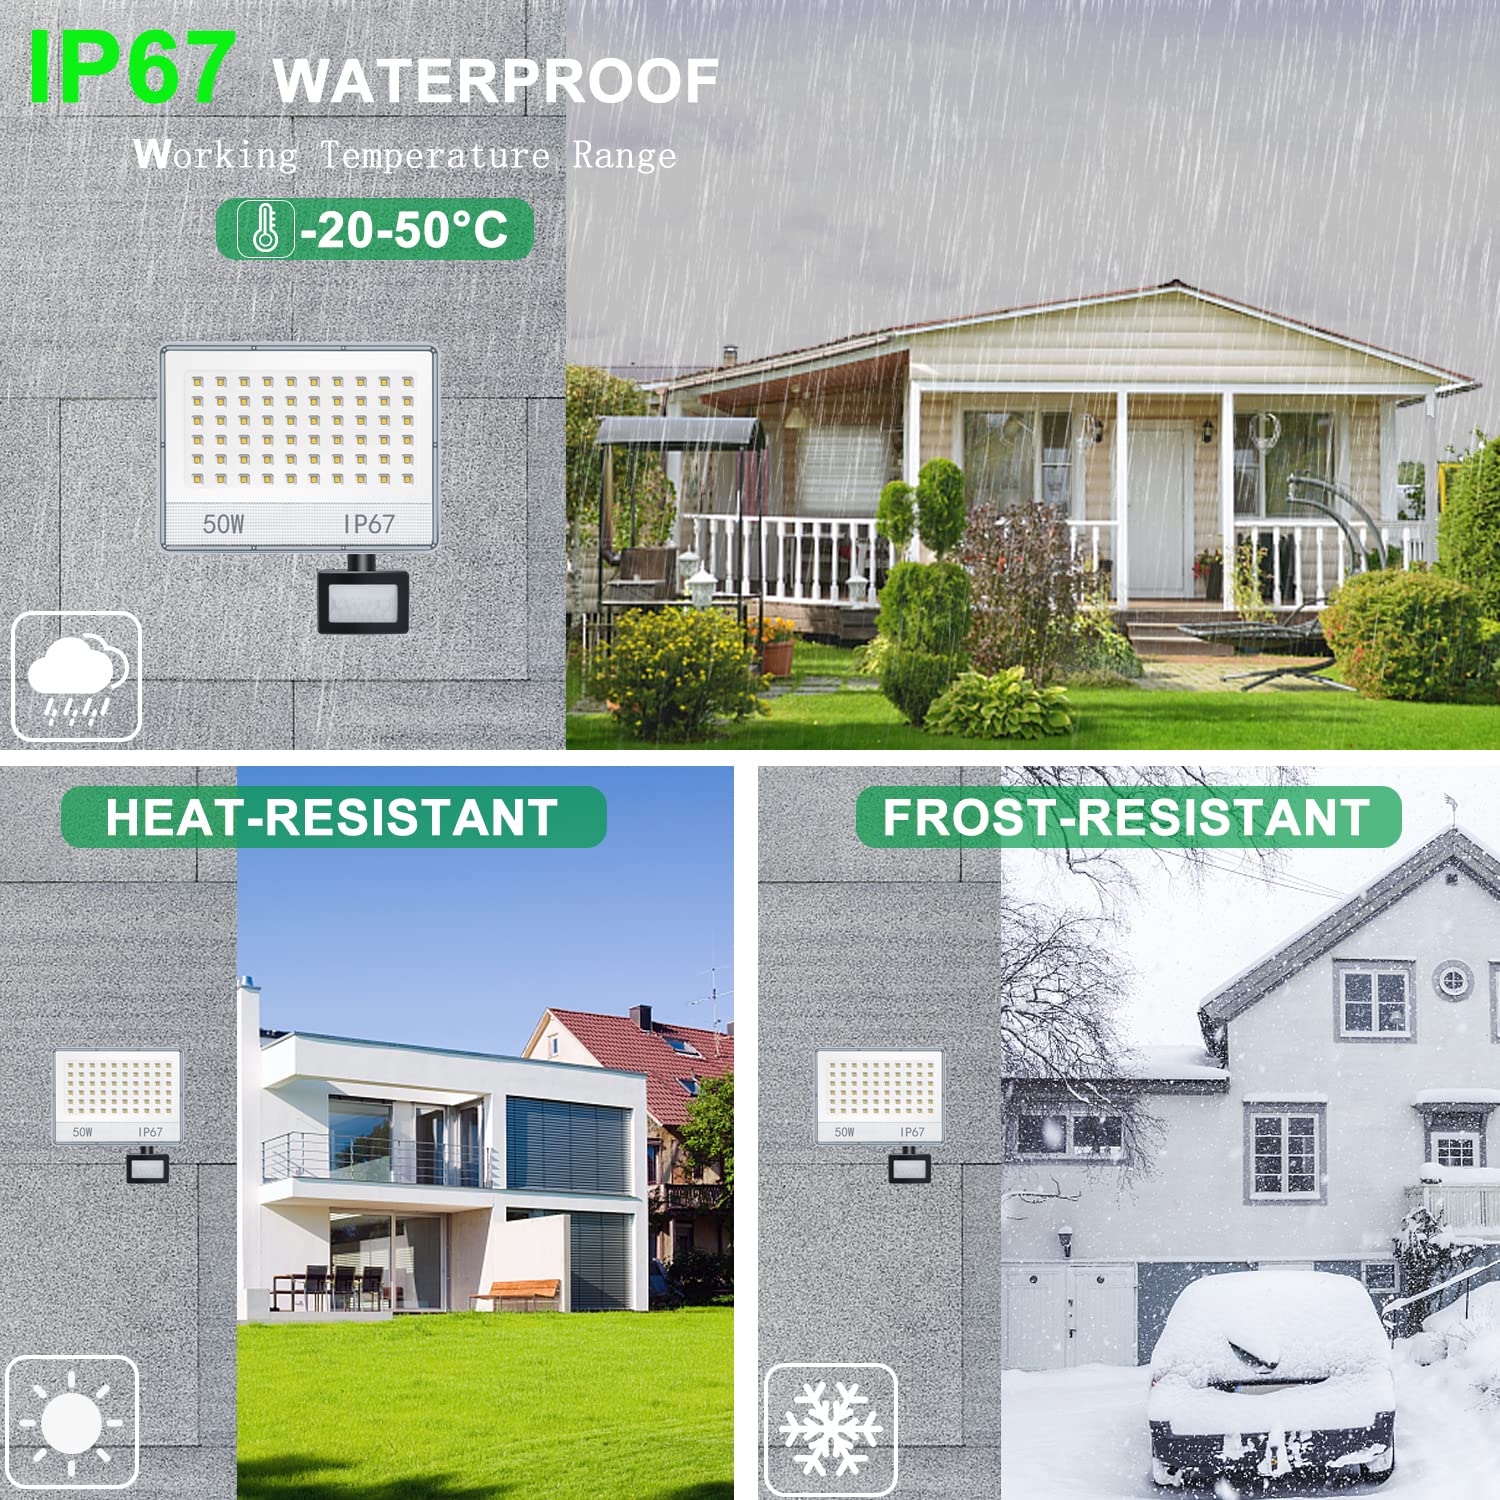 IP67 WATERPROOF
Working Temperature Range
-20-50°C
50W IP67
HEAT-RESISTANT
50W IP67
FROST-RESISTANT
50W IP67